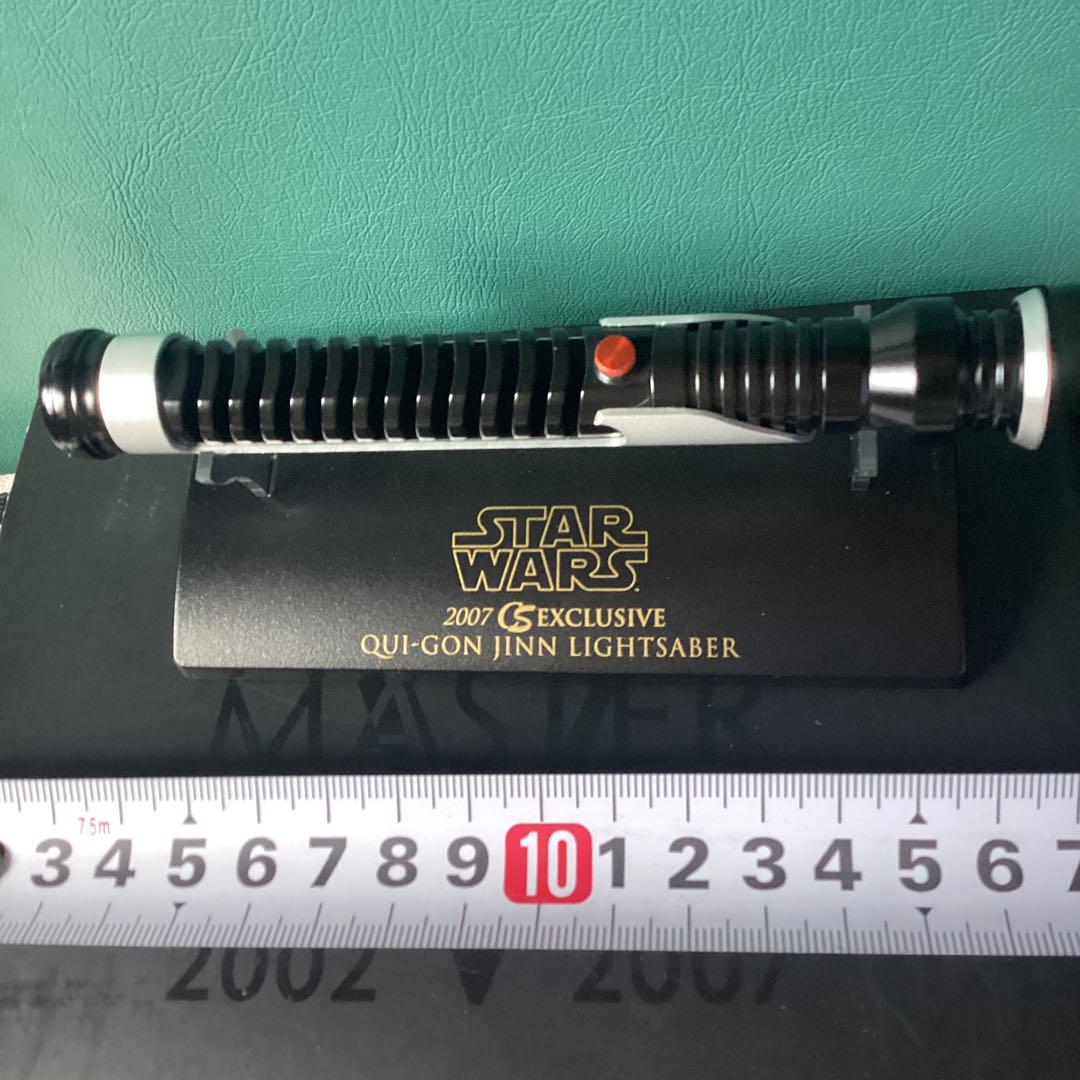 STAR
WARS
2007 CS EXCLUSIVE
QUI-GON JINN LIGHTSABER
MASTER
7.5m
3 4 5 6 7 8 9 10 1 2 3 4 5 6 7
2002 2007